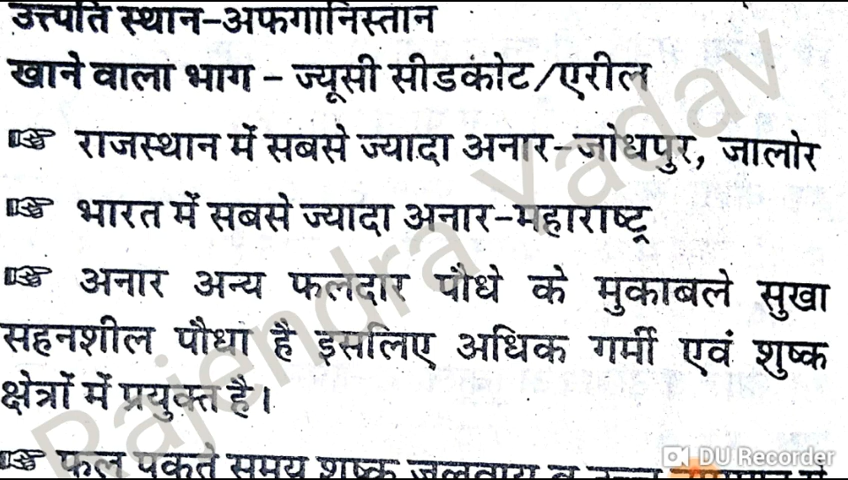 उत्त्पति स्थान–अफगानिस्तान
खाने वाला भाग – ज्यूसी सीडकोट/एरील
☞ राजस्थान में सबसे ज्यादा अनार–जोधपुर, जालोर
☞ भारत में सबसे ज्यादा अनार–महाराष्ट्र
☞ अनार अन्य फलदार पौधे के मुकाबले सुखा
सहनशील पौधा है इसलिए अधिक गर्मी एवं शुष्क
क्षेत्रों में प्रयुक्त है।
☞ फल पकते समय शुष्क जलवायु व
Rajendra Yadav
DU Recorder